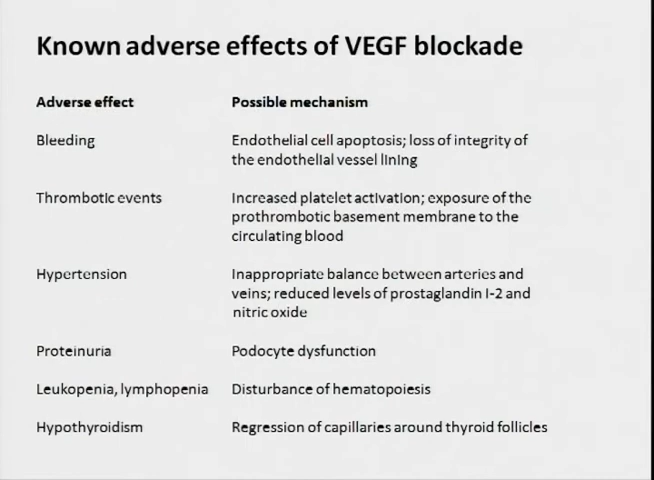 Known adverse effects of VEGF blockade
Adverse effect Possible mechanism
Bleeding Endothelial cell apoptosis; loss of integrity of
the endothelial vessel lining
Thrombotic events Increased platelet activation; exposure of the
prothrombotic basement membrane to the
circulating blood
Hypertension Inappropriate balance between arteries and
veins; reduced levels of prostaglandin I-2 and
nitric oxide
Proteinuria Podocyte dysfunction
Leukopenia, lymphopenia Disturbance of hematopoiesis
Hypothyroidism Regression of capillaries around thyroid follicles